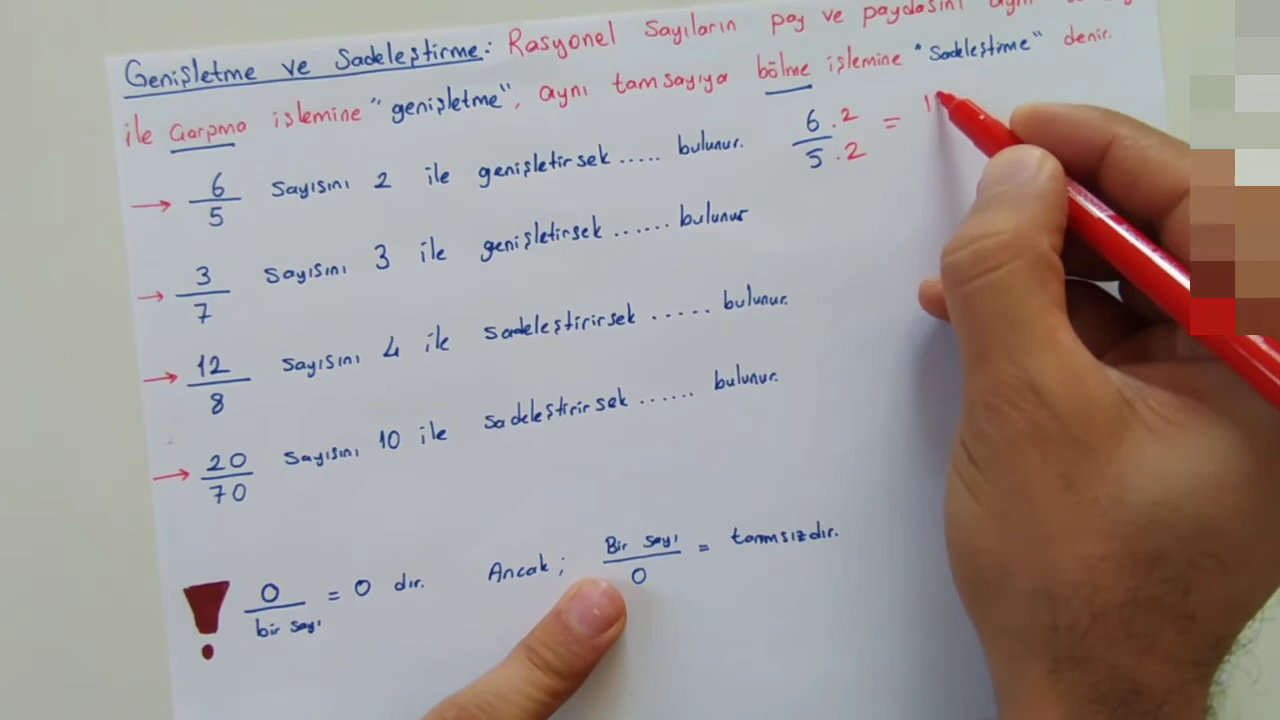 Genişletme ve Sadeleştirme: Rasyonel Sayıların pay ve paydasını aynı
ile çarpma işlemine "genişletme", aynı tamsayıya bölme işlemine "Sadeleştirme" denir.
→ 6/5 sayısını 2 ile genişletirsek ..... bulunur. 6.2/5.2 = 1
→ 3/7 sayısını 3 ile genişletirsek ...... bulunur
→ 12/8 sayısını 4 ile sadeleştirirsek ..... bulunur.
→ 20/70 sayısını 10 ile sadeleştirirsek ...... bulunur.
! 0/bir sayı = 0 dır. Ancak; Bir sayı/0 = tanımsızdır.